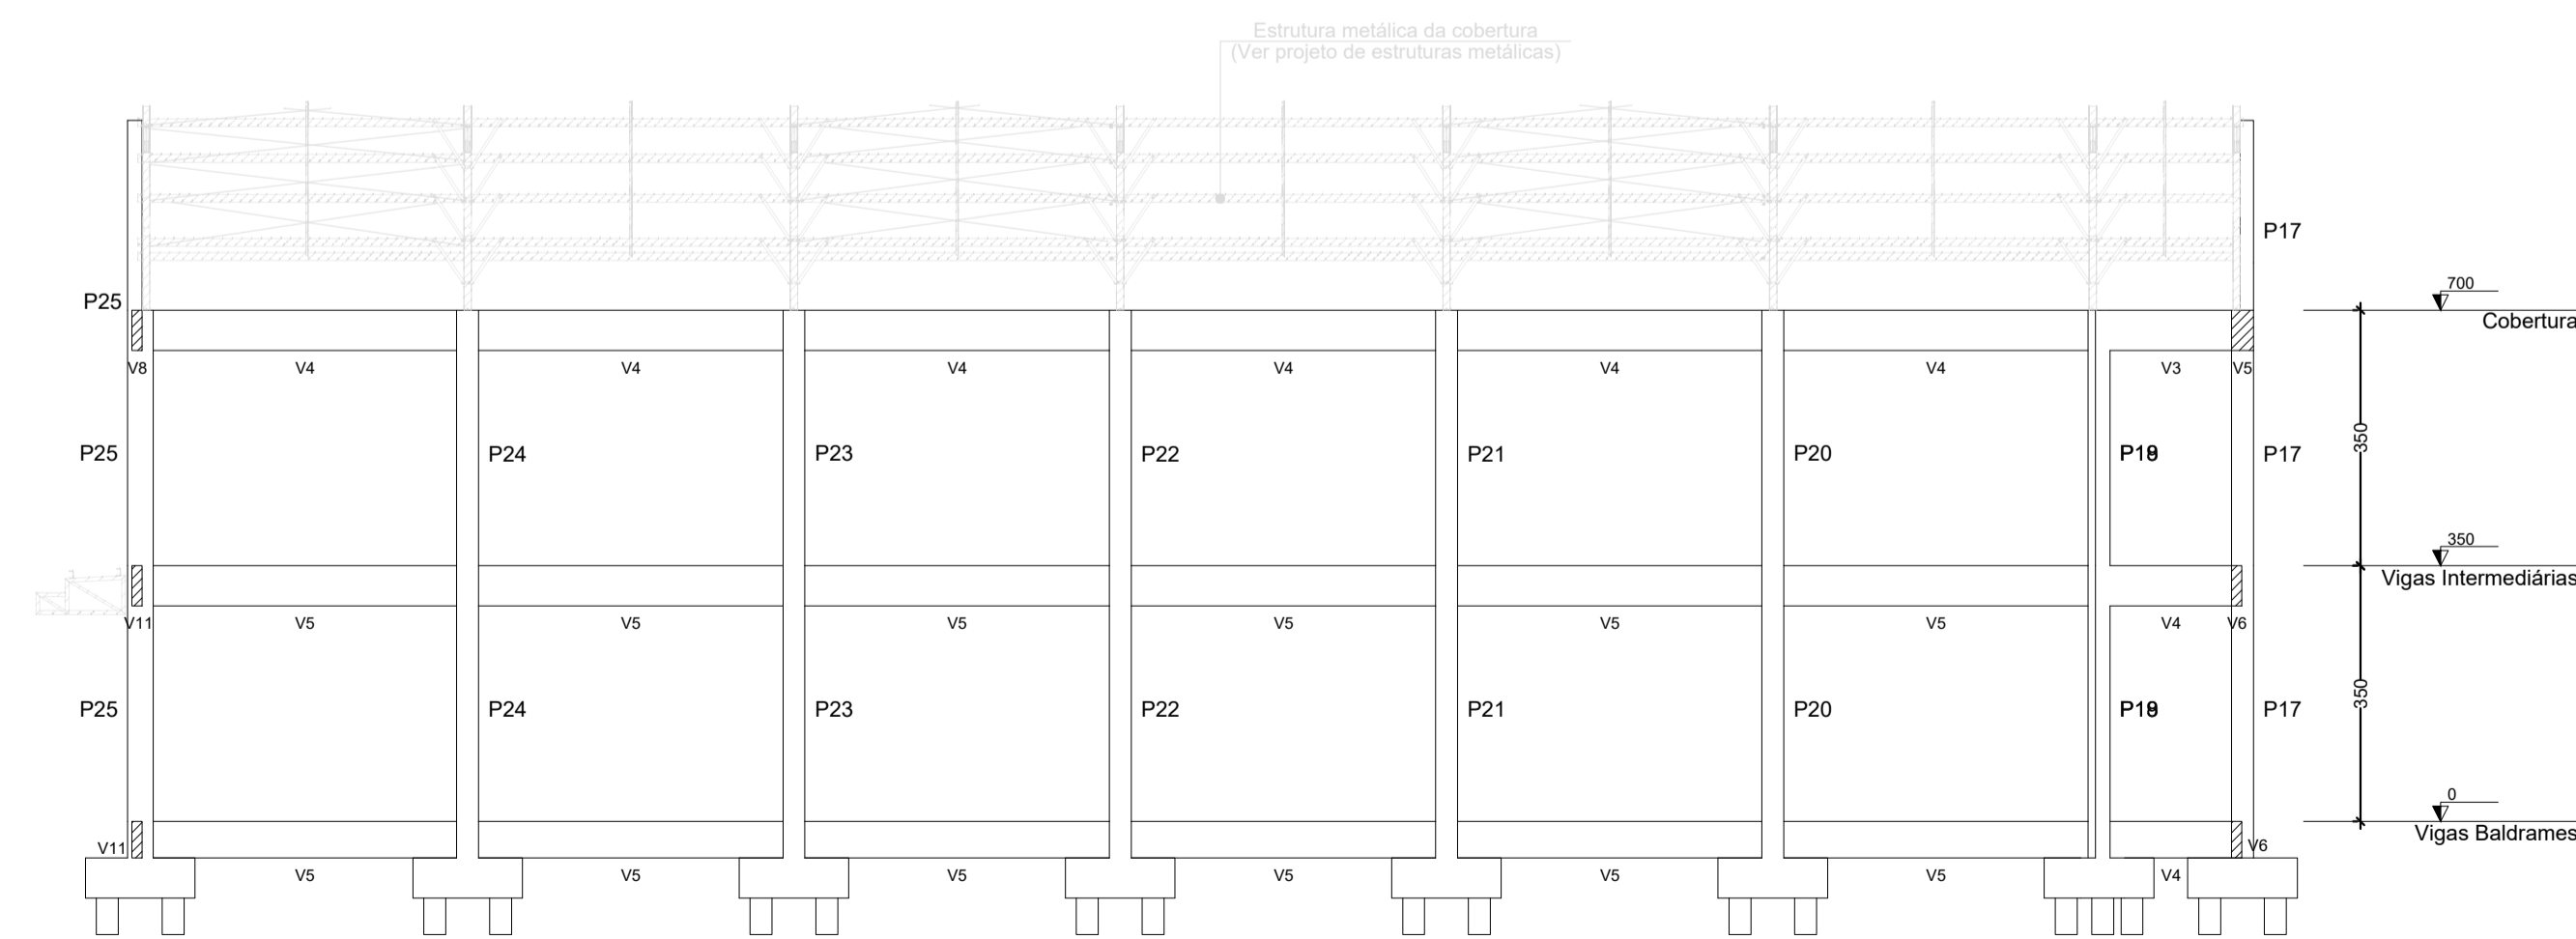 Estrutura metálica da cobertura
(Ver projeto de estruturas metálicas)
P17
P25
700
Cobertura
V8 V4 V4 V4 V4 V4 V4 V3 V5
P25 P24 P23 P22 P21 P20 P17
350
350
Vigas Intermediárias
V11 V5 V5 V5 V5 V5 V5 V4 V6
P25 P24 P23 P22 P21 P20 P17
350
0
Vigas Baldrames
V11 V6
V5 V5 V5 V5 V5 V5 V4